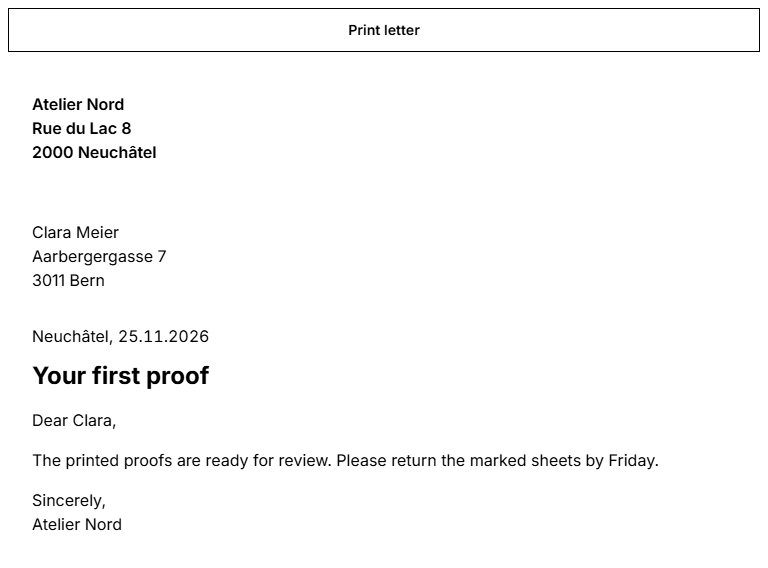 Print letter
Atelier Nord
Rue du Lac 8
2000 Neuchâtel
Clara Meier
Aarbergergasse 7
3011 Bern
Neuchâtel, 25.11.2026
Your first proof
Dear Clara,
The printed proofs are ready for review. Please return the marked sheets by Friday.
Sincerely,
Atelier Nord